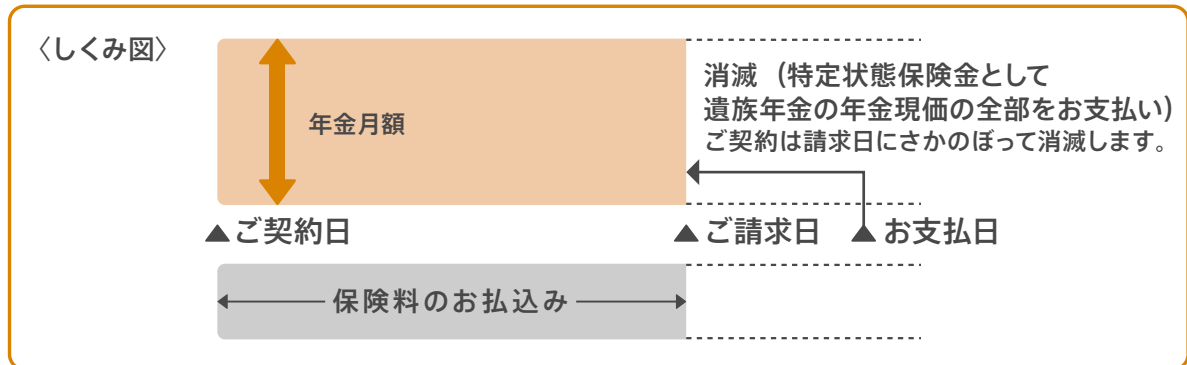 〈しくみ図〉
年金月額
消滅（特定状態保険金として
遺族年金の年金現価の全部をお支払い）
ご契約は請求日にさかのぼって消滅します。
▲ご契約日
▲ご請求日
▲お支払日
保険料のお払込み